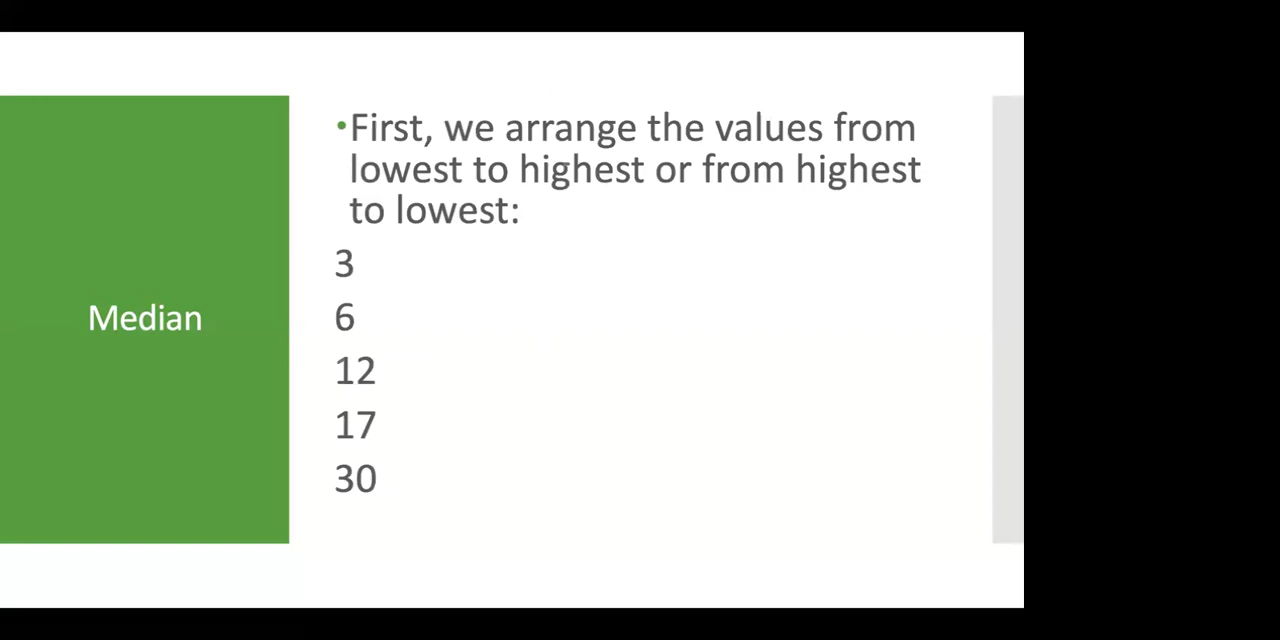 Median
•First, we arrange the values from
lowest to highest or from highest
to lowest:
3
6
12
17
30